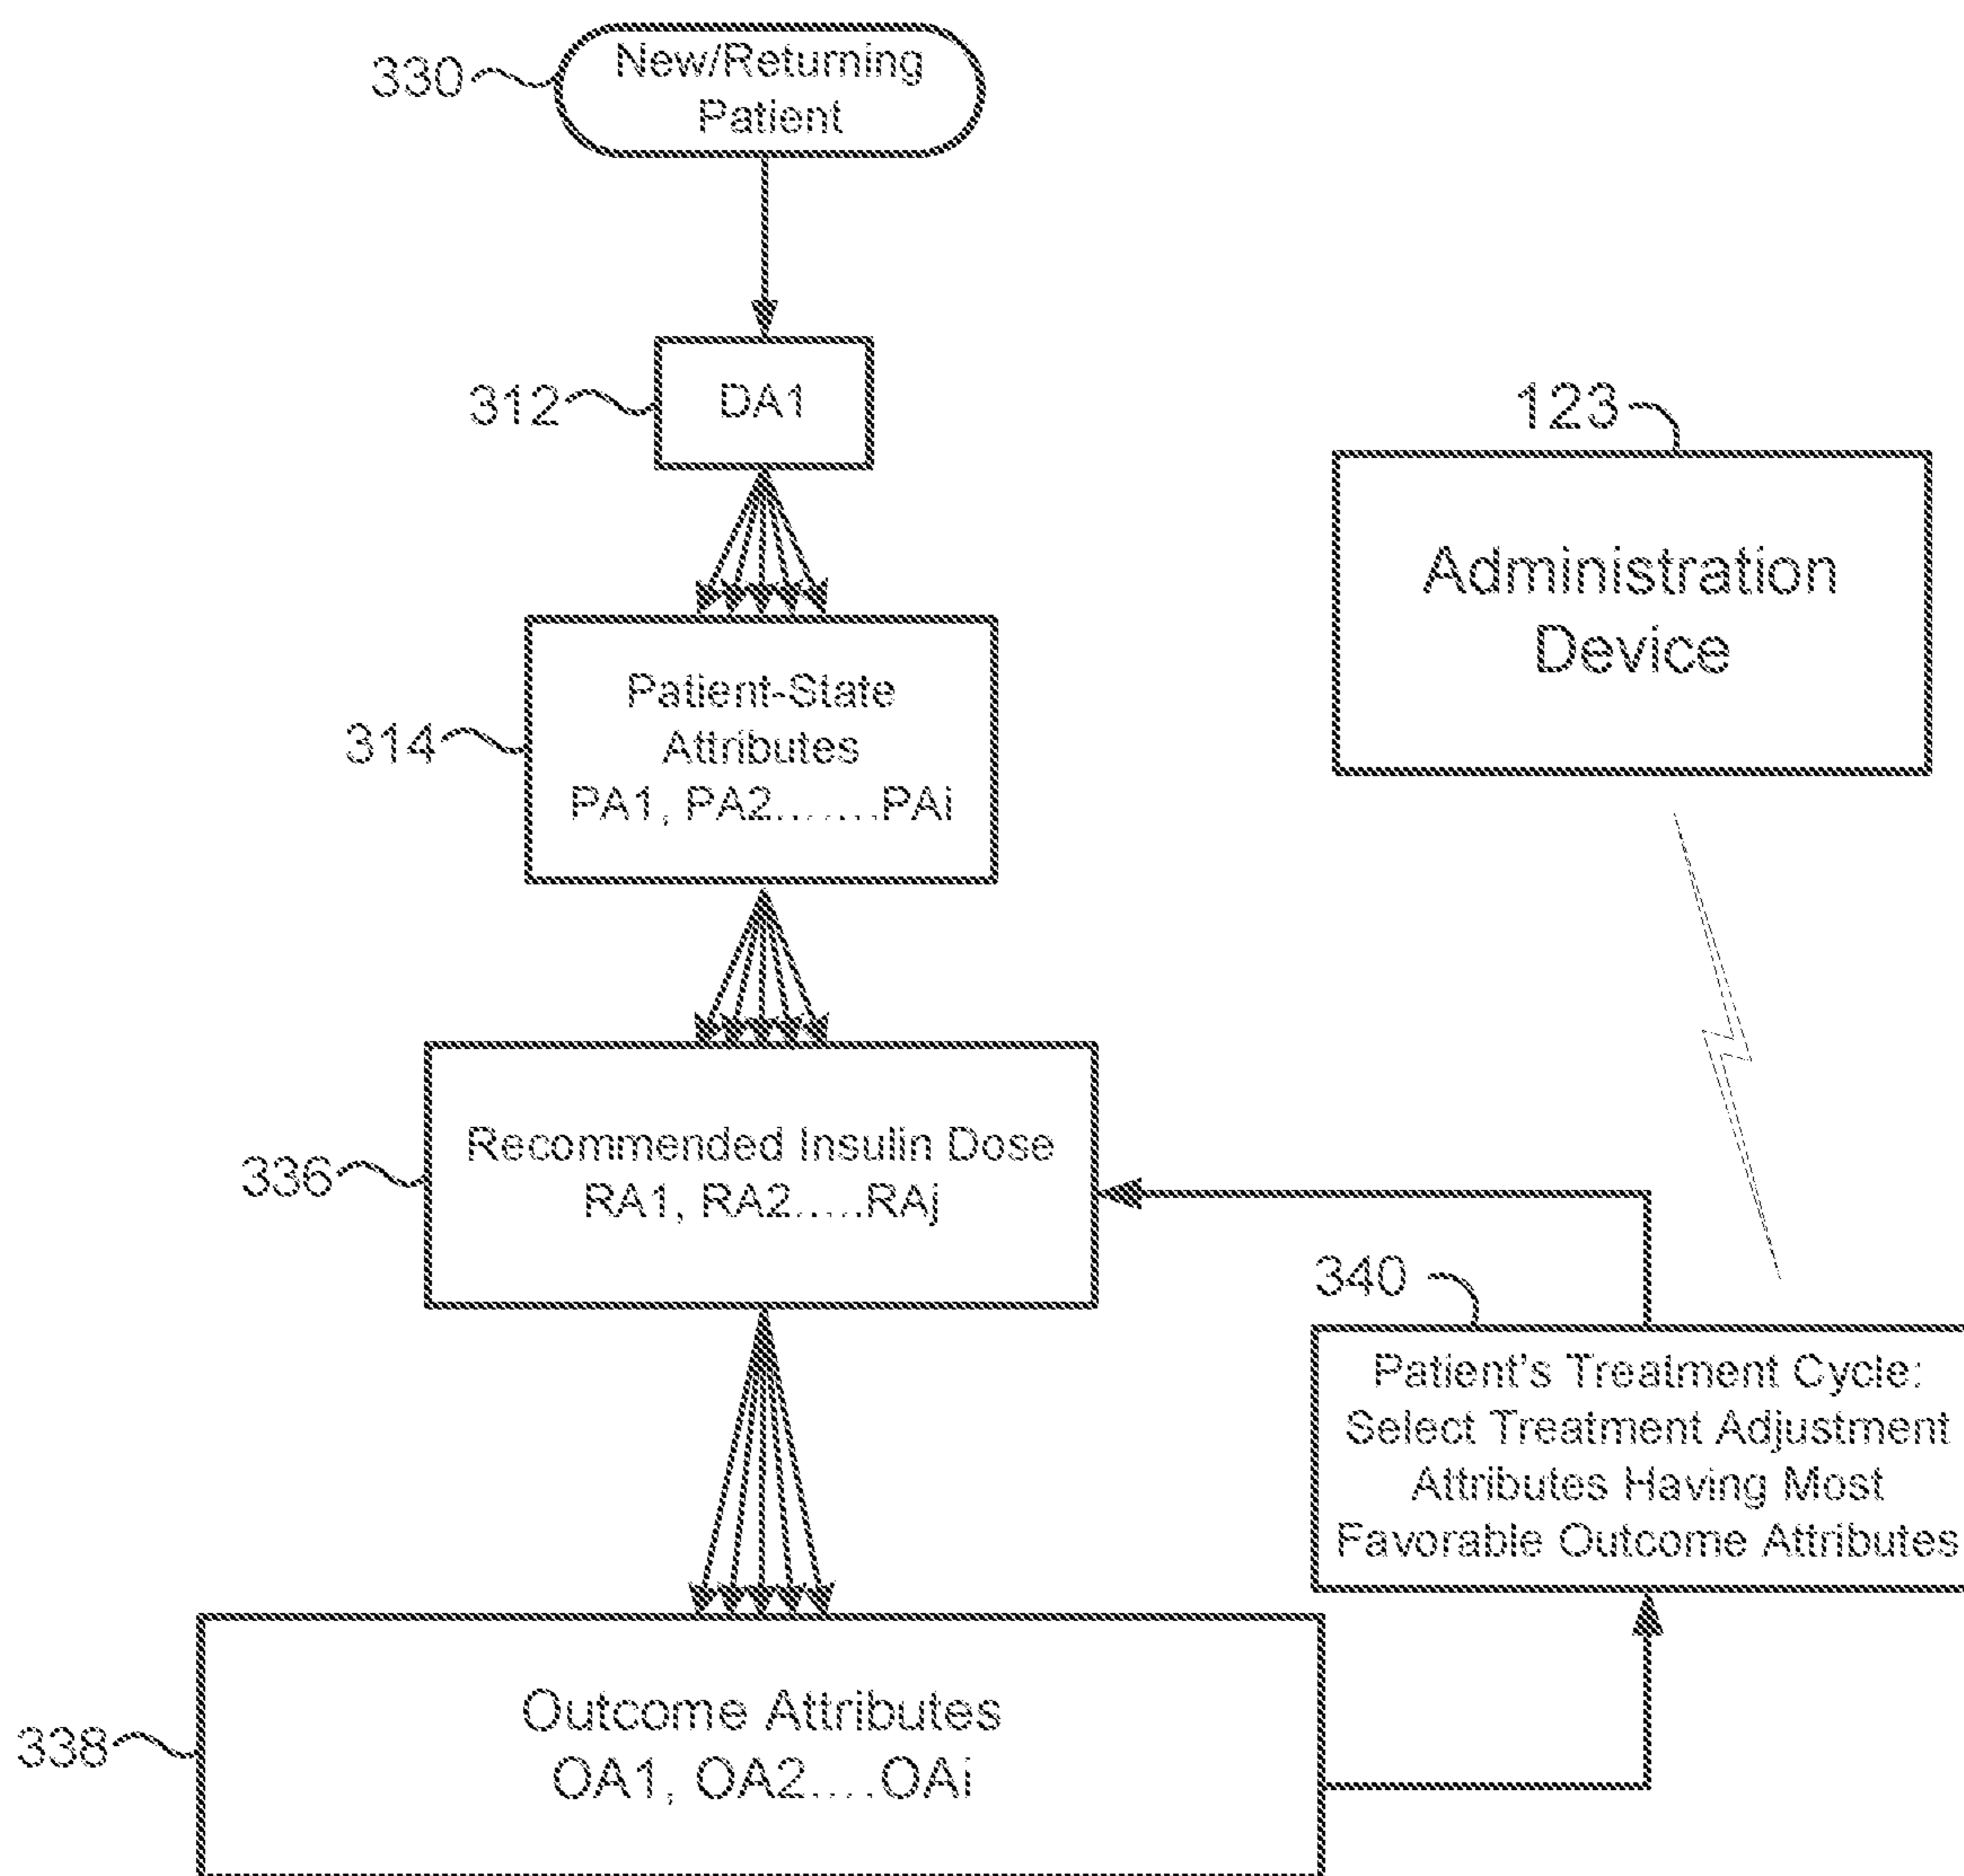 330
New/Returning
Patient
312
DA1
123
Administration
Device
314
Patient-State
Attributes
PA1, PA2.......PAi
336
Recommended Insulin Dose
RA1, RA2.....RAj
340
Patient's Treatment Cycle:
Select Treatment Adjustment
Attributes Having Most
Favorable Outcome Attributes
338
Outcome Attributes
OA1, OA2....OAi